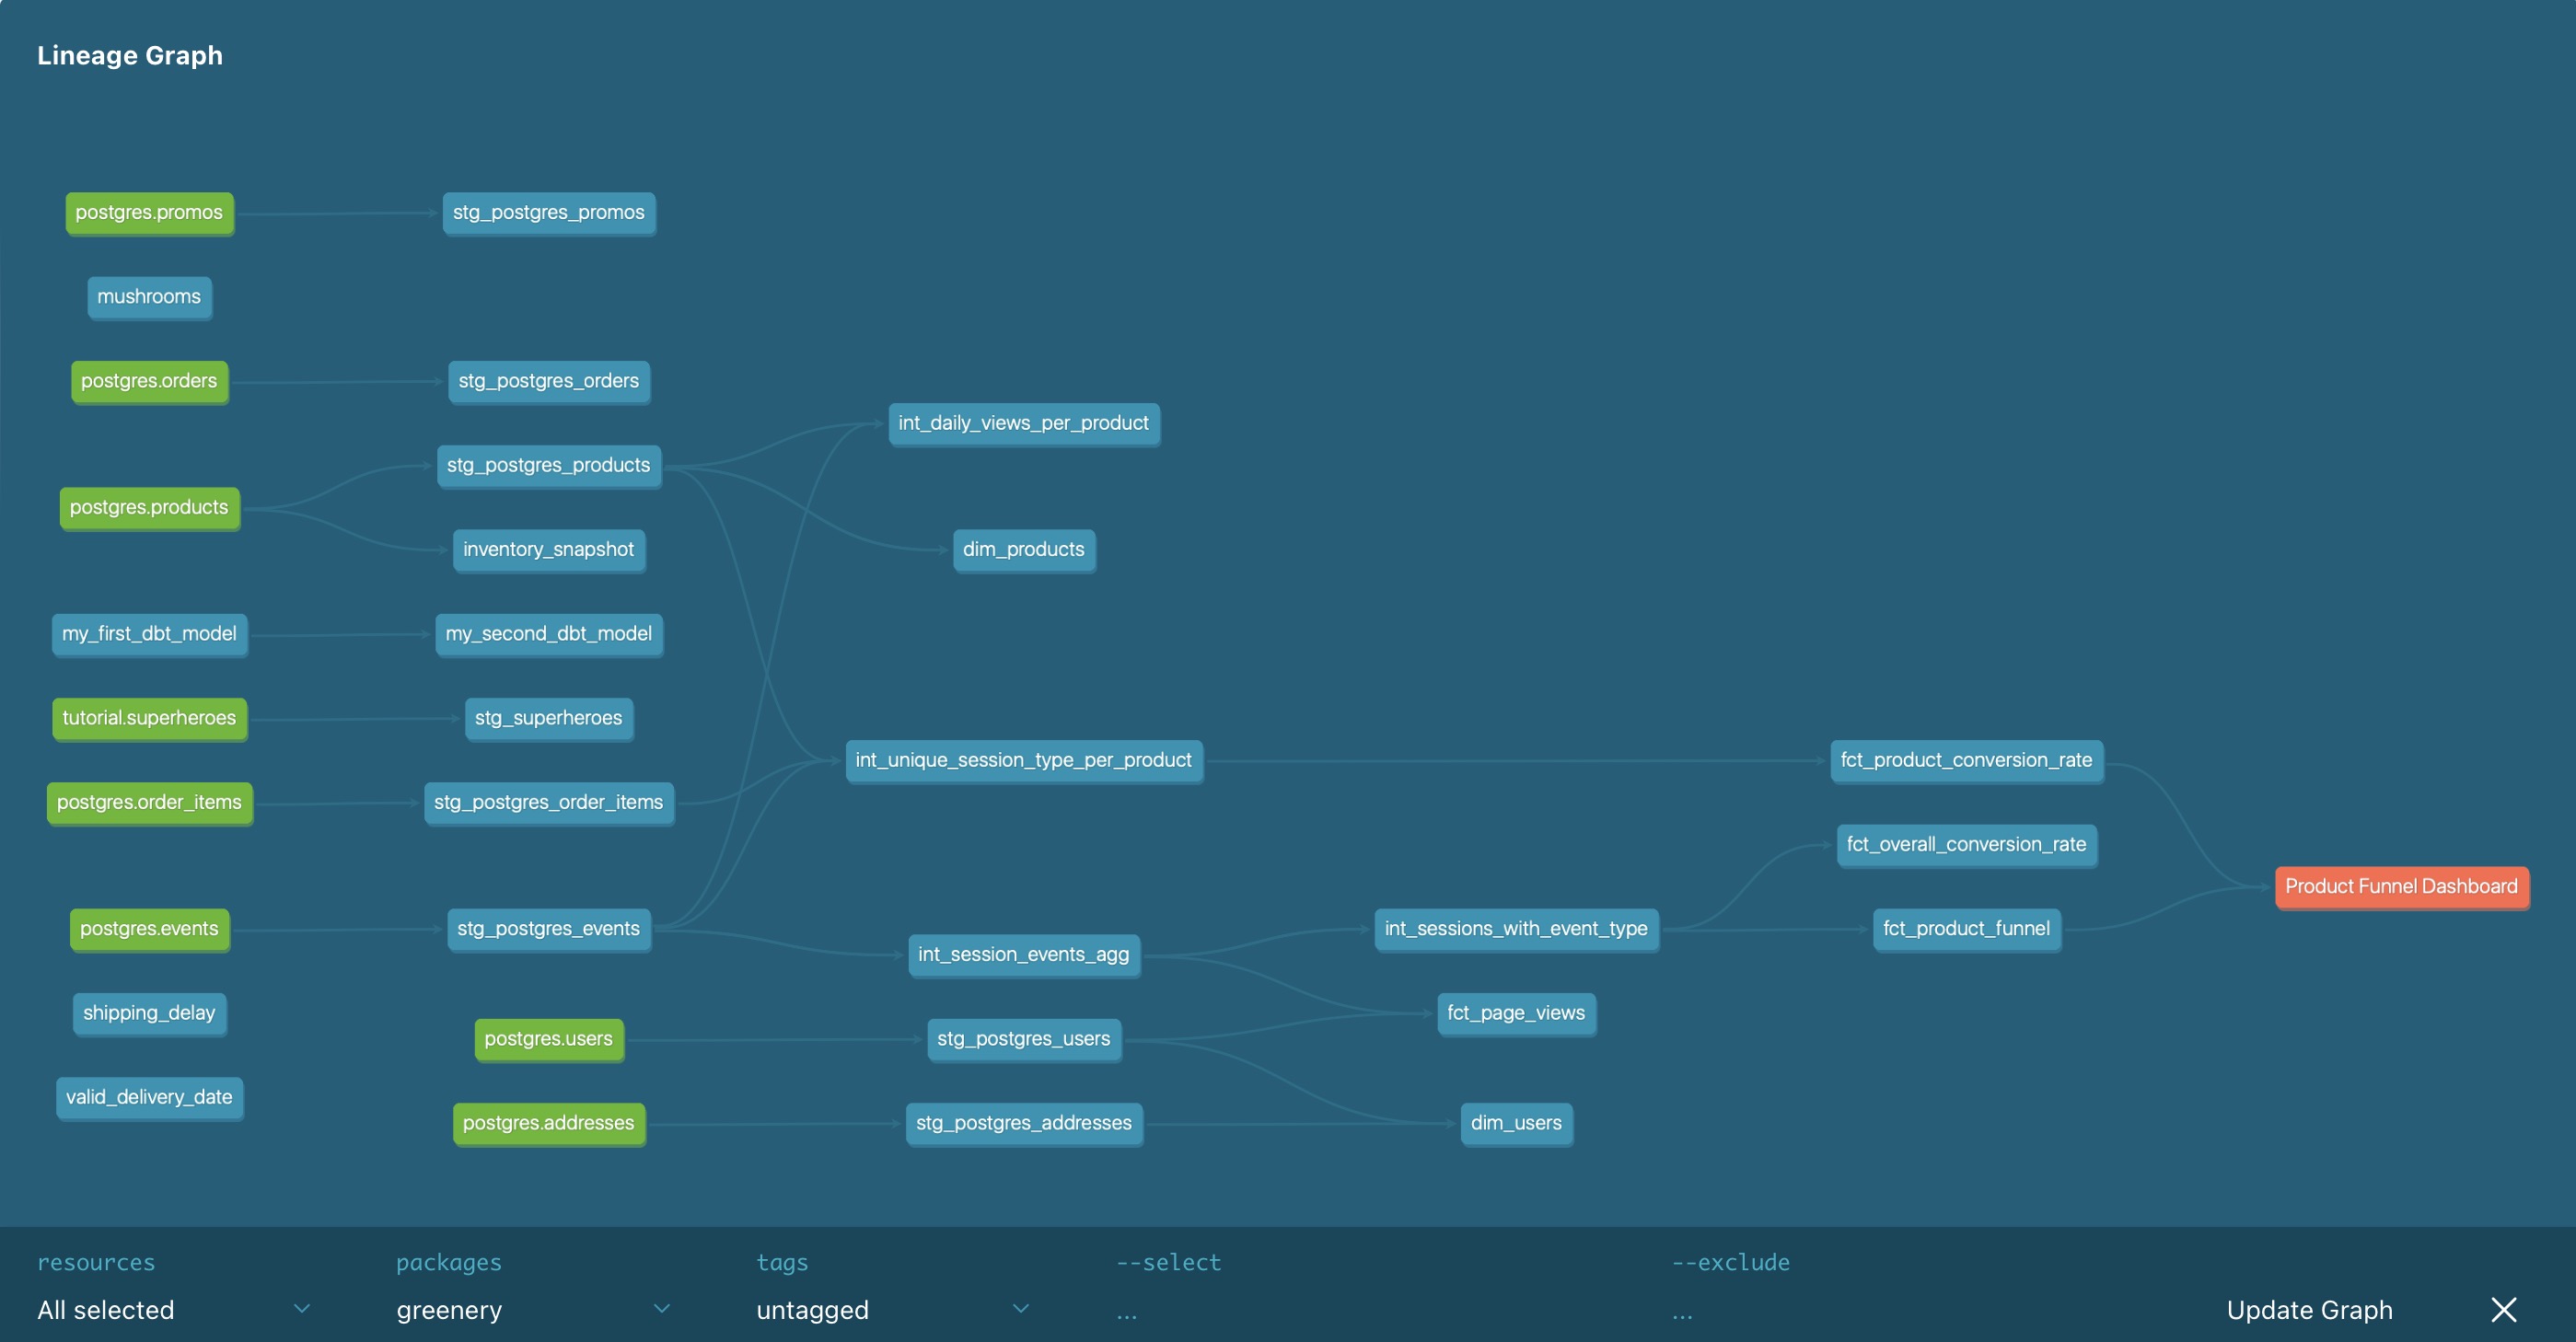 Lineage Graph
postgres.promos
stg_postgres_promos
mushrooms
postgres.orders
stg_postgres_orders
int_daily_views_per_product
stg_postgres_products
postgres.products
inventory_snapshot
dim_products
my_first_dbt_model
my_second_dbt_model
tutorial.superheroes
stg_superheroes
int_unique_session_type_per_product
fct_product_conversion_rate
postgres.order_items
stg_postgres_order_items
fct_overall_conversion_rate
Product Funnel Dashboard
postgres.events
stg_postgres_events
int_sessions_with_event_type
fct_product_funnel
int_session_events_agg
shipping_delay
fct_page_views
postgres.users
stg_postgres_users
valid_delivery_date
postgres.addresses
stg_postgres_addresses
dim_users
resources packages tags --select --exclude
All selected greenery untagged ... ... Update Graph